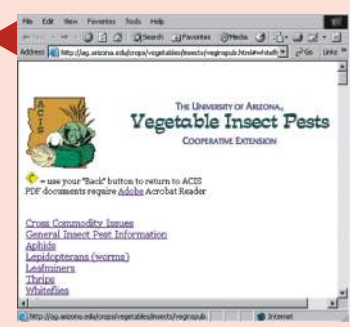 File Edit View Favorites Tools Help
Search Favorites Media
Address http://ag.arizona.edu/crops/vegetables/insects/veginspub.html#whitefly Go Links »
ACIS
THE UNIVERSITY OF ARIZONA®
Vegetable Insect Pests
COOPERATIVE EXTENSION
= use your "Back" button to return to ACIS
PDF documents require Adobe Acrobat Reader
Cross Commodity Issues
General Insect Pest Information
Aphids
Lepidopterans (worms)
Leafminers
Thrips
Whiteflies
http://ag.arizona.edu/crops/vegetables/insects/veginspub Internet